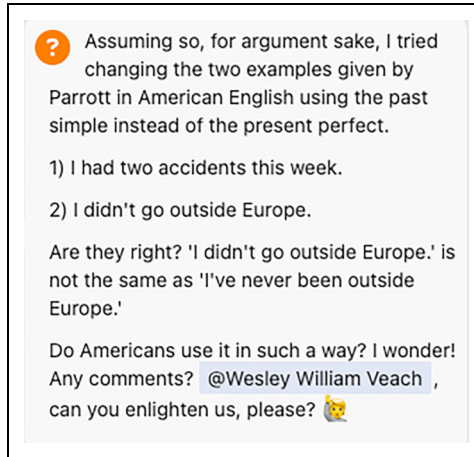 ?
Assuming so, for argument sake, I tried
changing the two examples given by
Parrott in American English using the past
simple instead of the present perfect.
1) I had two accidents this week.
2) I didn't go outside Europe.
Are they right? 'I didn't go outside Europe.' is
not the same as 'I've never been outside
Europe.'
Do Americans use it in such a way? I wonder!
Any comments? @Wesley William Veach ,
can you enlighten us, please? 🙋